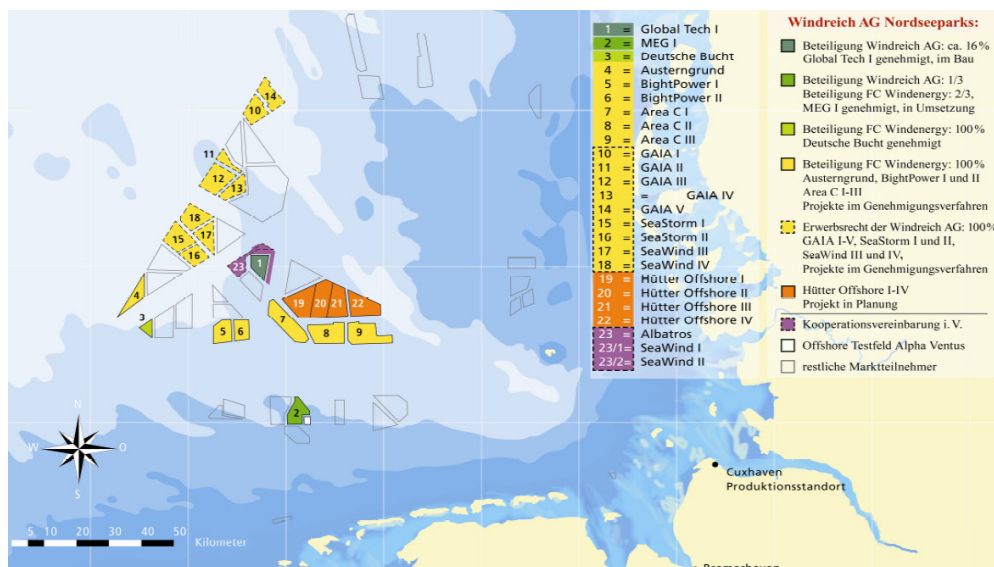 1 = Global Tech I
2 = MEG I
3 = Deutsche Bucht
4 = Austerngrund
5 = BightPower I
6 = BightPower II
7 = Area C I
8 = Area C II
9 = Area C III
10 = GAIA I
11 = GAIA II
12 = GAIA III
13 = GAIA IV
14 = GAIA V
15 = SeaStorm I
16 = SeaStorm II
17 = SeaWind III
18 = SeaWind IV
19 = Hütter Offshore I
20 = Hütter Offshore II
21 = Hütter Offshore III
22 = Hütter Offshore IV
23 = Albatros
23/1= SeaWind I
23/2= SeaWind II
Windreich AG Nordseeparks:
Beteiligung Windreich AG: ca. 16%
Global Tech I genehmigt, im Bau
Beteiligung Windreich AG: 1/3
Beteiligung FC Windenergy: 2/3,
MEG I genehmigt, in Umsetzung
Beteiligung FC Windenergy: 100%
Deutsche Bucht genehmigt
Beteiligung FC Windenergy: 100%
Austerngrund, BightPower I und II
Area C I-III
Projekte im Genehmigungsverfahren
Erwerbsrecht der Windreich AG: 100%
GAIA I-V, SeaStorm I und II,
SeaWind III und IV,
Projekte im Genehmigungsverfahren
Hütter Offshore I-IV
Projekt in Planung
Kooperationsvereinbarung i. V.
Offshore Testfeld Alpha Ventus
restliche Marktteilnehmer
14
10
11
12
13
18
15
17
16
23
1
4
3
5
6
7
19
20
21
22
8
9
2
N
W
O
S
Cuxhaven
Produktionsstandort
5 10 20 30 40 50
Kilometer
Bremerhaven